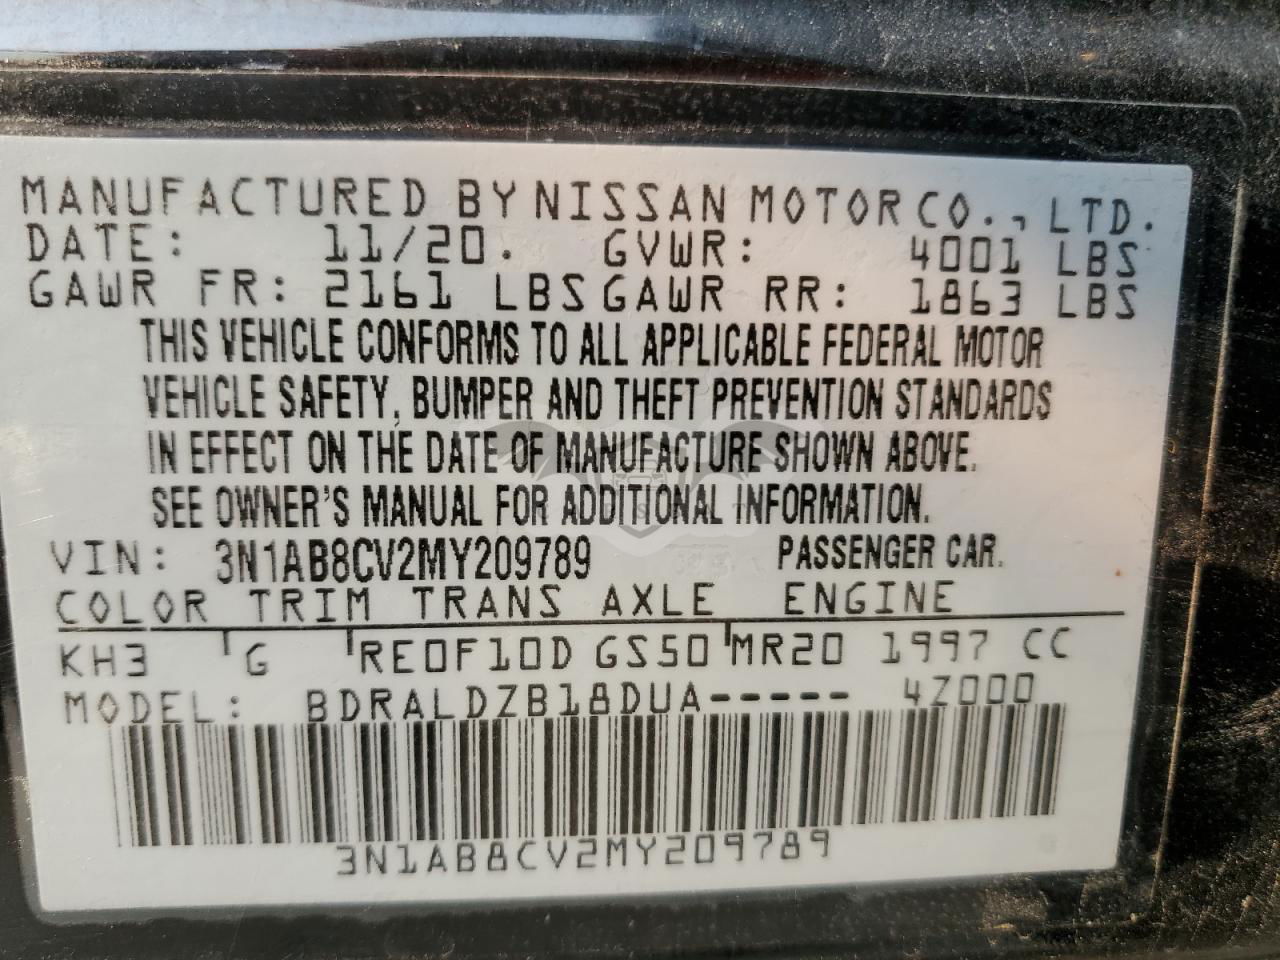 MANUFACTURED BY NISSAN MOTOR CO., LTD.
DATE: 11/20. GVWR: 4001 LBS
GAWR FR: 2161 LBS GAWR RR: 1863 LBS
THIS VEHICLE CONFORMS TO ALL APPLICABLE FEDERAL MOTOR
VEHICLE SAFETY, BUMPER AND THEFT PREVENTION STANDARDS
IN EFFECT ON THE DATE OF MANUFACTURE SHOWN ABOVE.
SEE OWNER'S MANUAL FOR ADDITIONAL INFORMATION.
VIN: 3N1AB8CV2MY209789 PASSENGER CAR.
COLOR TRIM TRANS AXLE ENGINE
KH3 G RE0F10D GS50 MR20 1997 CC
MODEL: BDRALDZB18DUA----- 4Z000
3N1AB8CV2MY209789